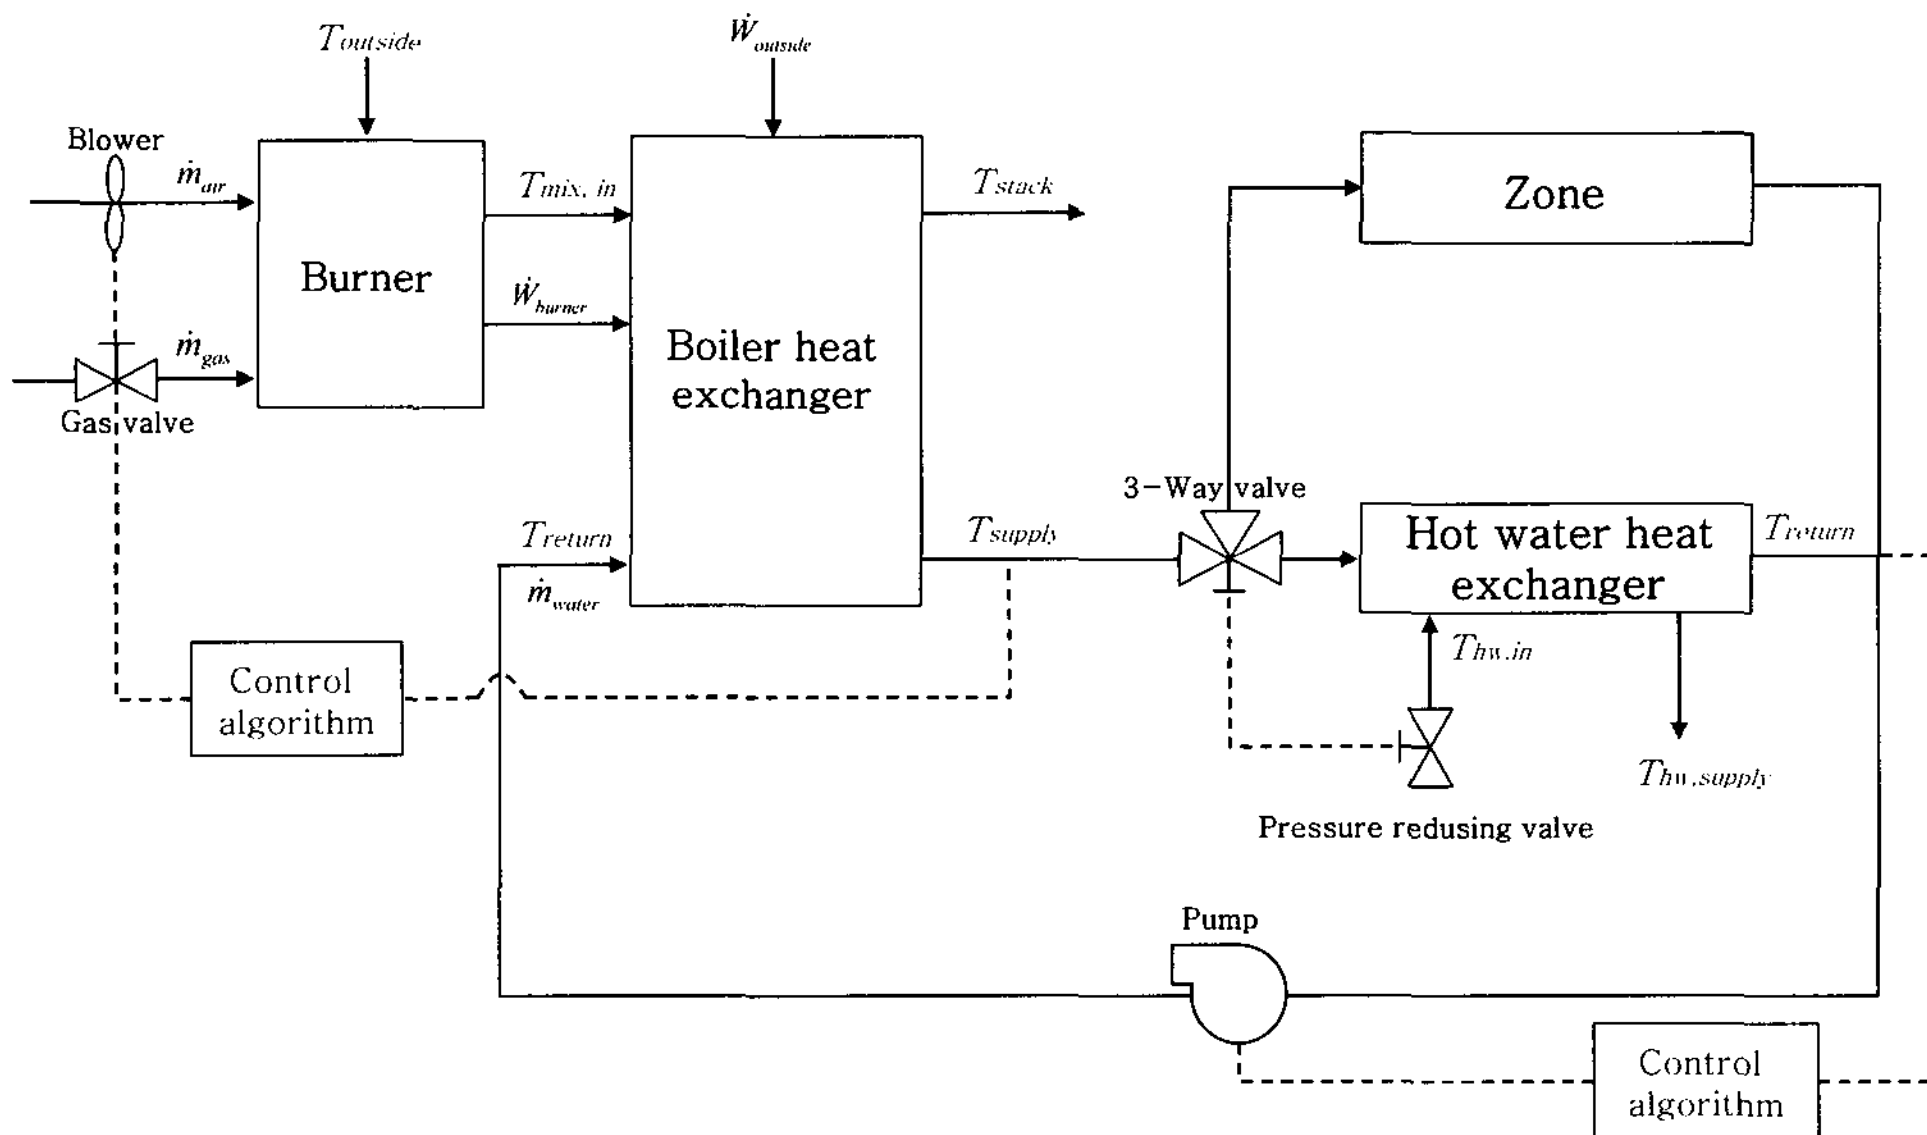 Toutside
Ẇoutside
Blower
ṁair
Tmix, in
Tstack
Zone
Burner
Ẇburner
ṁgas
Gas valve
Boiler heat
exchanger
3-Way valve
Treturn
ṁwater
Tsupply
Hot water heat
exchanger
Treturn
Thw,in
Control
algorithm
Thw,supply
Pressure redusing valve
Pump
Control
algorithm